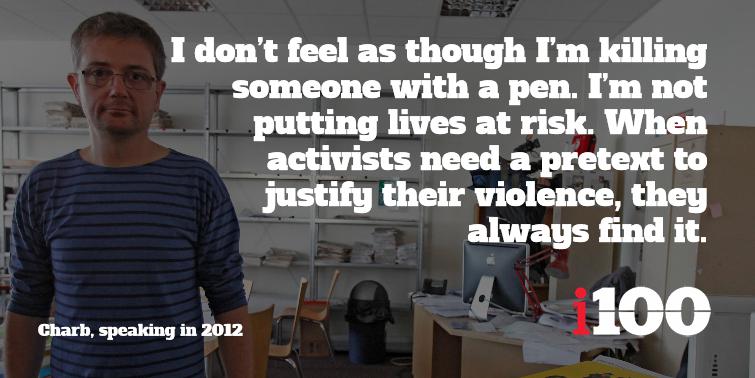 I don't feel as though I'm killing
someone with a pen. I'm not
putting lives at risk. When
activists need a pretext to
justify their violence, they
always find it.
Charb, speaking in 2012
i100